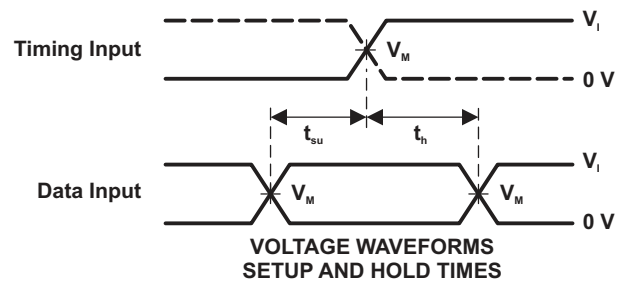 Timing Input
V_M
V_I
0 V
t_su
t_h
Data Input
V_M
V_M
V_I
0 V
VOLTAGE WAVEFORMS
SETUP AND HOLD TIMES